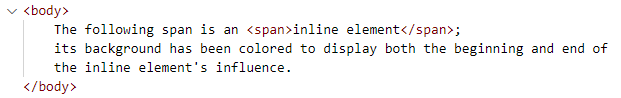 <body>
The following span is an <span>inline element</span>;
its background has been colored to display both the beginning and end of
the inline element's influence.
</body>